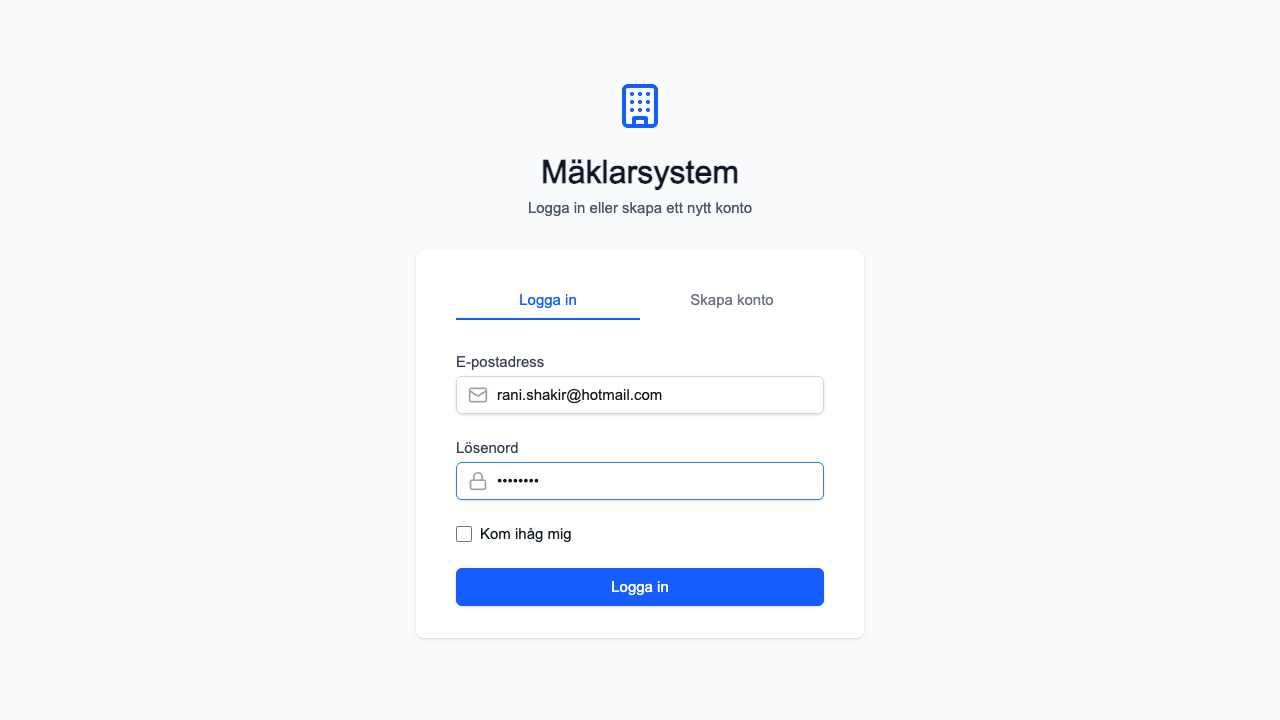 Mäklarsystem
Logga in eller skapa ett nytt konto
Logga in
Skapa konto
E-postadress
rani.shakir@hotmail.com
Lösenord
••••••••
Kom ihåg mig
Logga in